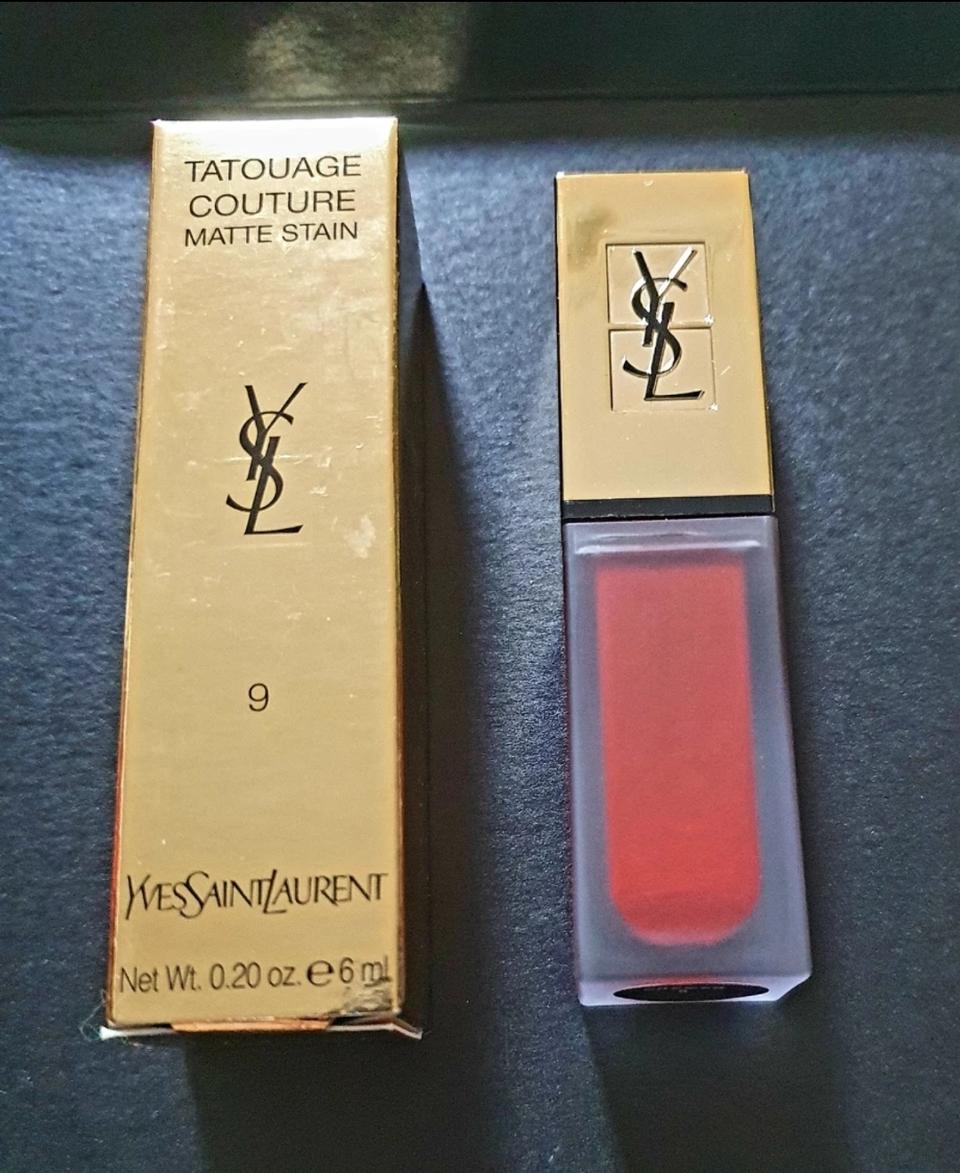 TATOUAGE
COUTURE
MATTE STAIN
YSL
9
YVESSAINTLAURENT
Net Wt. 0.20 oz. e 6 mL
YSL